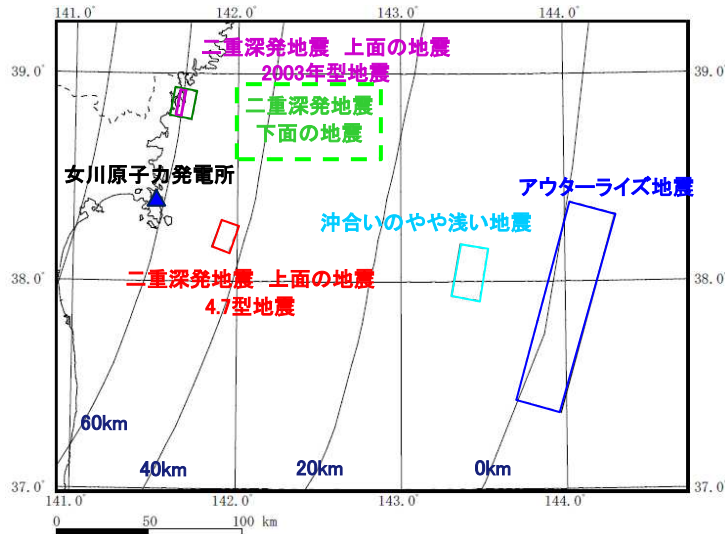 141.0° 142.0° 143.0° 144.0°
二重深発地震 上面の地震
2003年型地震
39.0° 39.0°
二重深発地震
下面の地震
女川原子力発電所
アウターライズ地震
沖合いのやや浅い地震
38.0° 38.0°
二重深発地震 上面の地震
4.7型地震
60km
40km 20km 0km
37.0° 37.0°
141.0° 142.0° 143.0° 144.0°
0 50 100 km